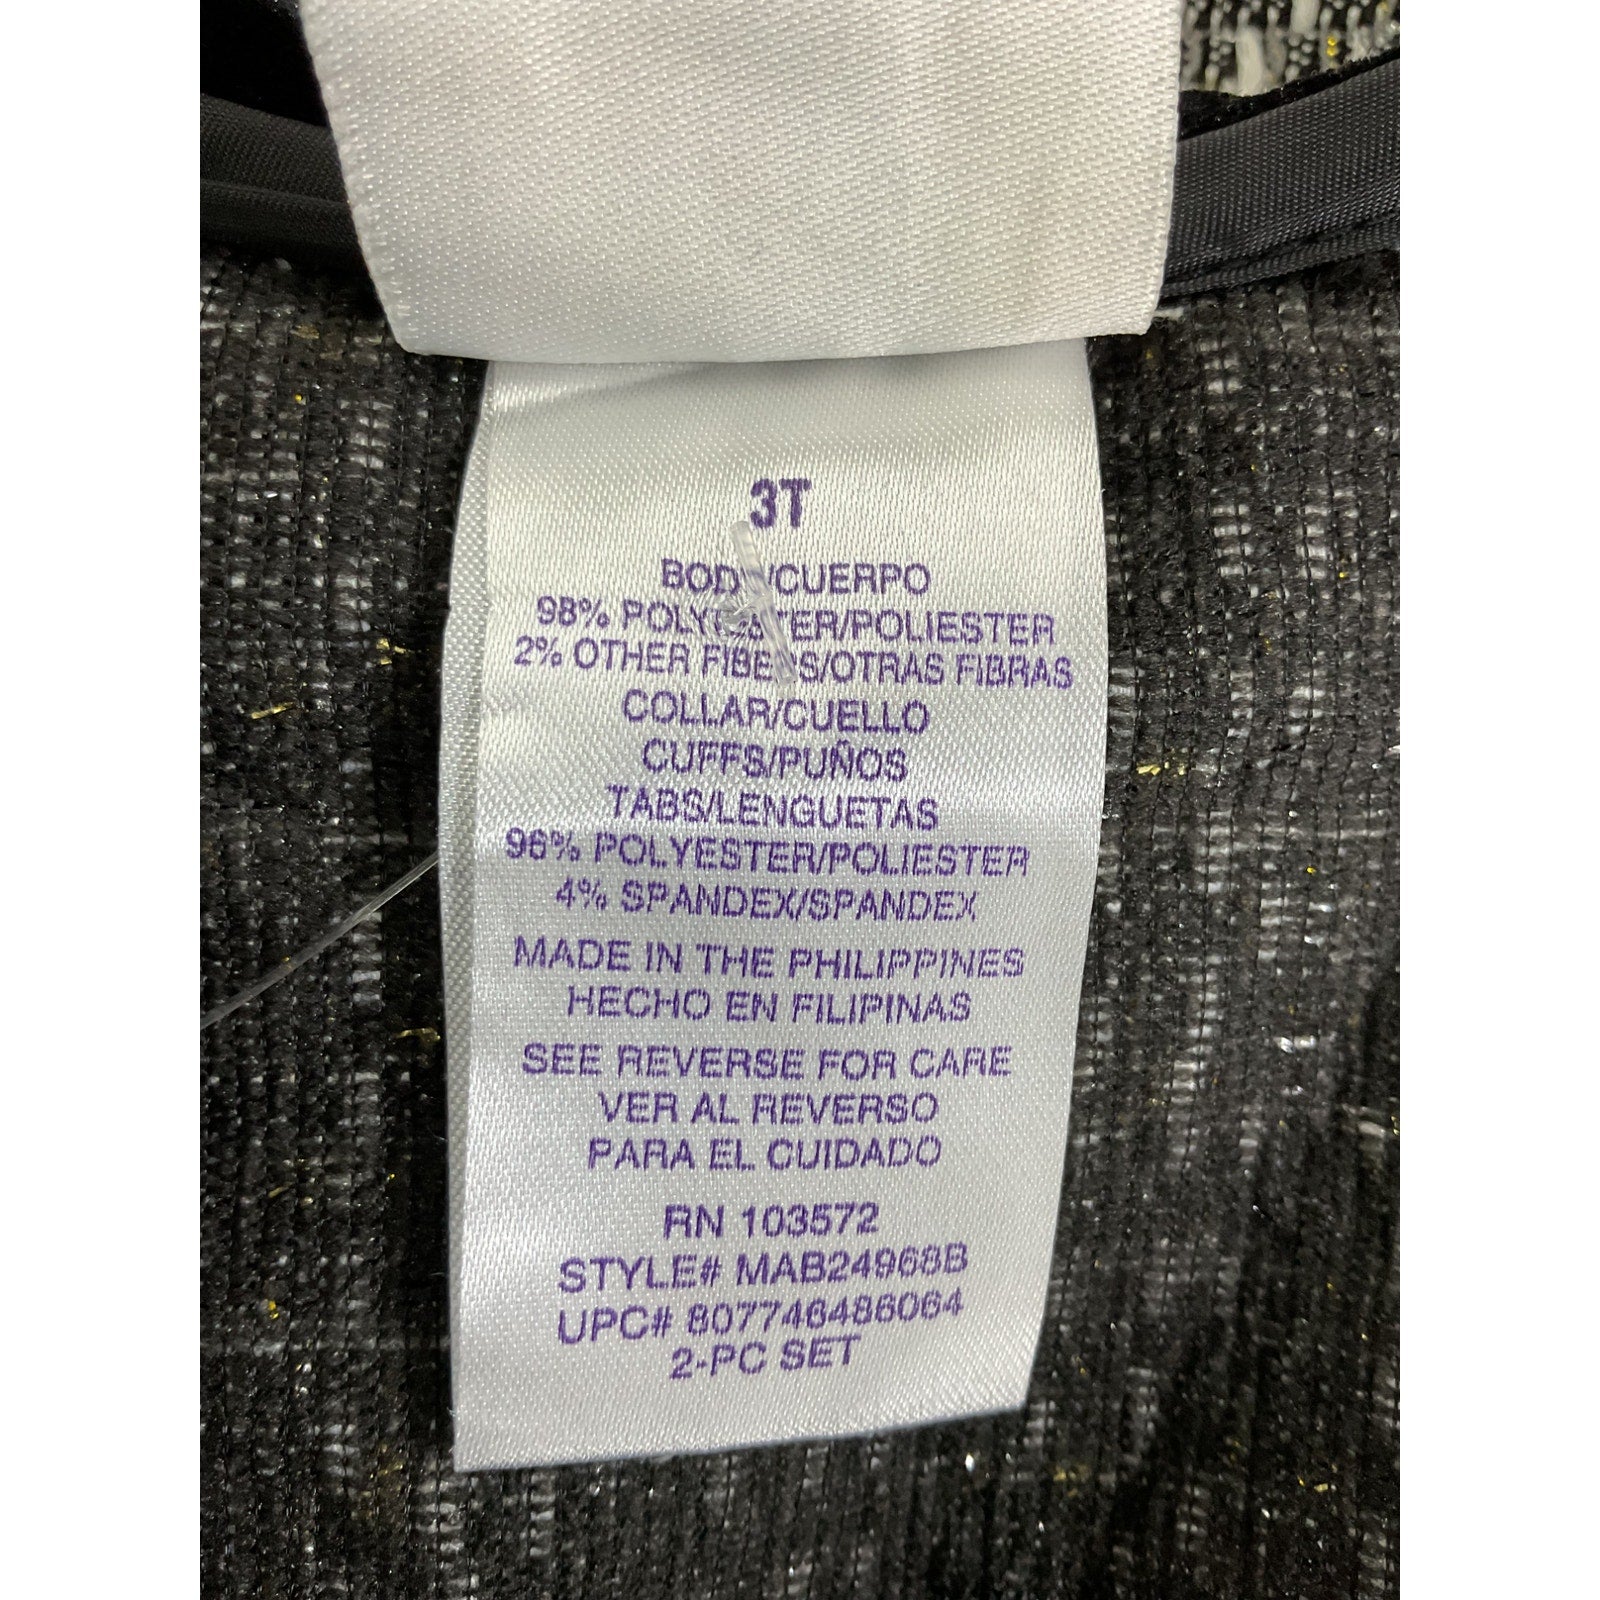 3T
BODY/CUERPO
98% POLYESTER/POLIESTER
2% OTHER FIBERS/OTRAS FIBRAS
COLLAR/CUELLO
CUFFS/PUÑOS
TABS/LENGUETAS
96% POLYESTER/POLIESTER
4% SPANDEX/SPANDEX
MADE IN THE PHILIPPINES
HECHO EN FILIPINAS
SEE REVERSE FOR CARE
VER AL REVERSO
PARA EL CUIDADO
RN 103572
STYLE# MAB24968B
UPC# 807746486064
2-PC SET